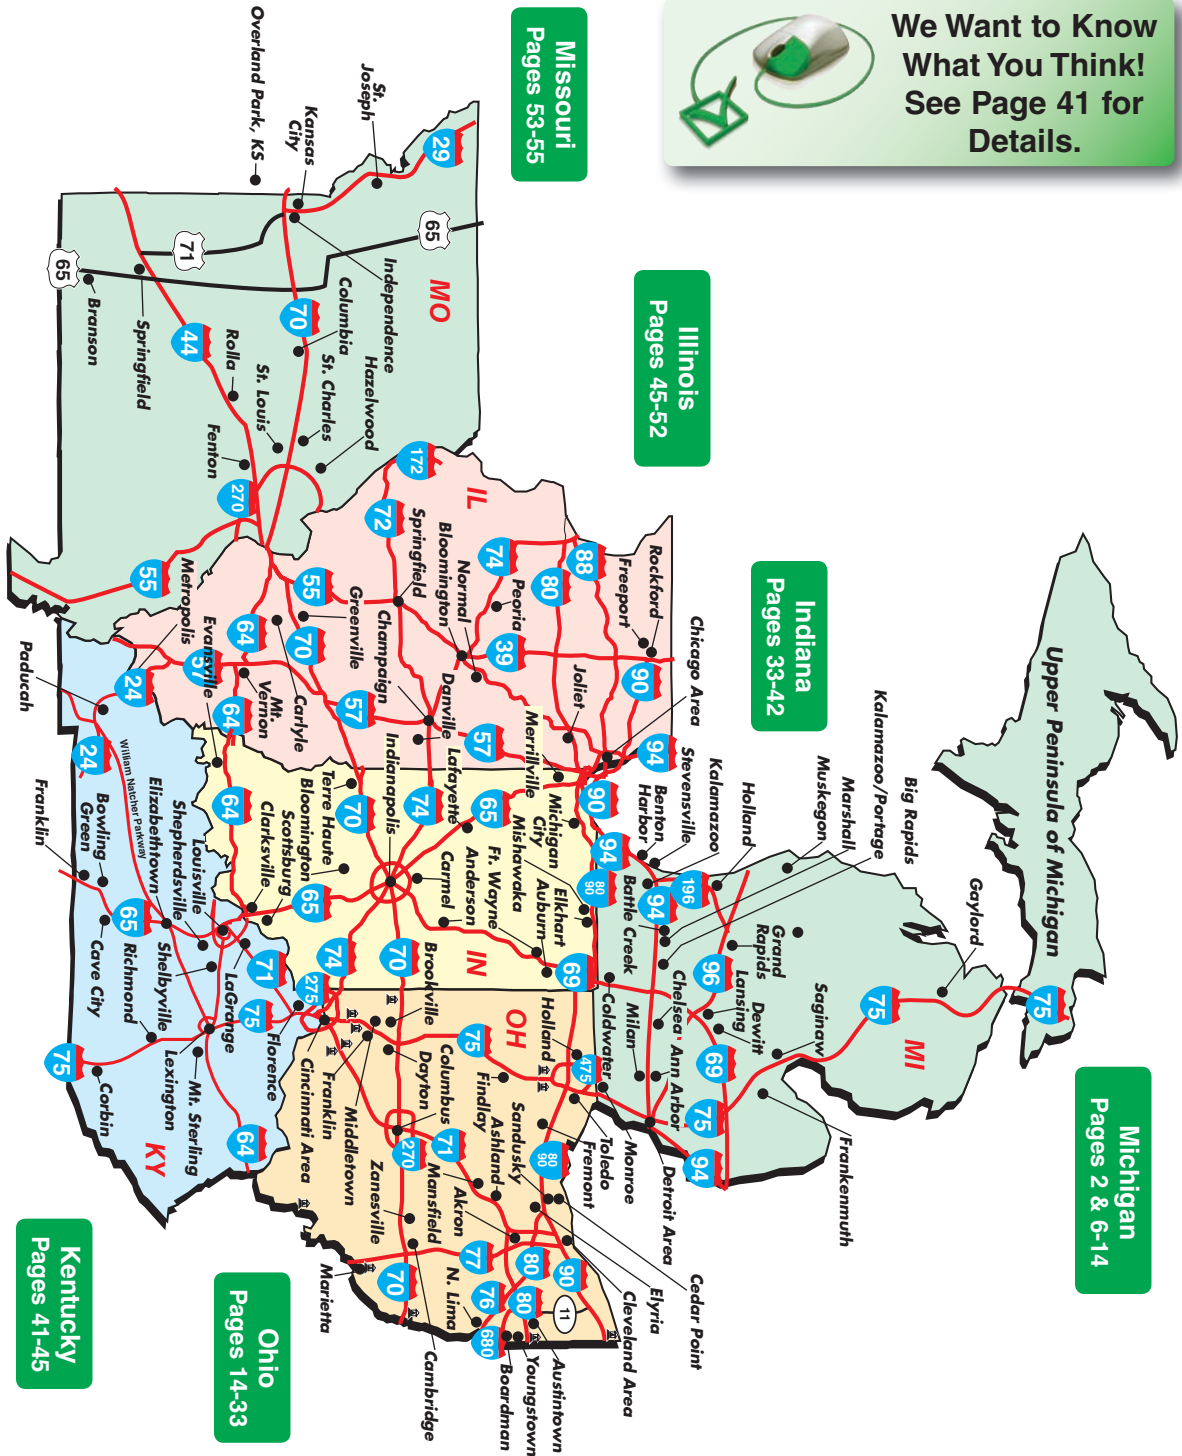 We Want to Know
What You Think!
See Page 41 for
Details.
Missouri
Pages 53-55
Illinois
Pages 45-52
Indiana
Pages 33-42
Michigan
Pages 2 & 6-14
Ohio
Pages 14-33
Kentucky
Pages 41-45
Upper Peninsula of Michigan
MO
Overland Park, KS
St.
Joseph
Kansas
City
Independence
Columbia
Hazelwood
St. Charles
St. Louis
Rolla
Fenton
Springfield
Branson
29
65
71
65
70
44
270
55
IL
Rockford
Freeport
Chicago Area
Joliet
Peoria
Normal
Bloomington
Springfield
Danville
Champaign
Greenville
Carlyle
Mt.
Vernon
Metropolis
172
72
74
88
80
39
90
55
70
64
57
57
57
24
64
94
IN
Merrillville
Michigan
City
Mishawaka
Elkhart
Auburn
Ft. Wayne
Anderson
Carmel
Lafayette
Indianapolis
Terre Haute
Bloomington
Scottsburg
Clarksville
Evansville
90
94
80
90
65
74
70
64
65
70
74
69
MI
Gaylord
Big Rapids
Kalamazoo/Portage
Marshall
Muskegon
Holland
Kalamazoo
Stevensville
Benton
Harbor
Battle Creek
Grand
Rapids
Lansing
Dewitt
Saginaw
Frankenmuth
Chelsea
Ann Arbor
Milan
Coldwater
Monroe
Detroit Area
75
75
196
94
96
69
75
94
OH
Holland
Toledo
Fremont
Sandusky
Cedar Point
Elyria
Cleveland Area
Austintown
Youngstown
Boardman
N. Lima
Akron
Ashland
Mansfield
Findlay
Columbus
Dayton
Brookville
Middletown
Franklin
Cincinnati Area
Zanesville
Cambridge
Marietta
475
80
90
75
71
270
77
80
90
11
76
80
680
70
275
KY
Paducah
William Natcher Parkway
Franklin
Bowling
Green
Elizabethtown
Shepherdsville
Louisville
Cave City
Richmond
Shelbyville
LaGrange
Florence
Lexington
Mt. Sterling
Corbin
24
65
71
75
75
64